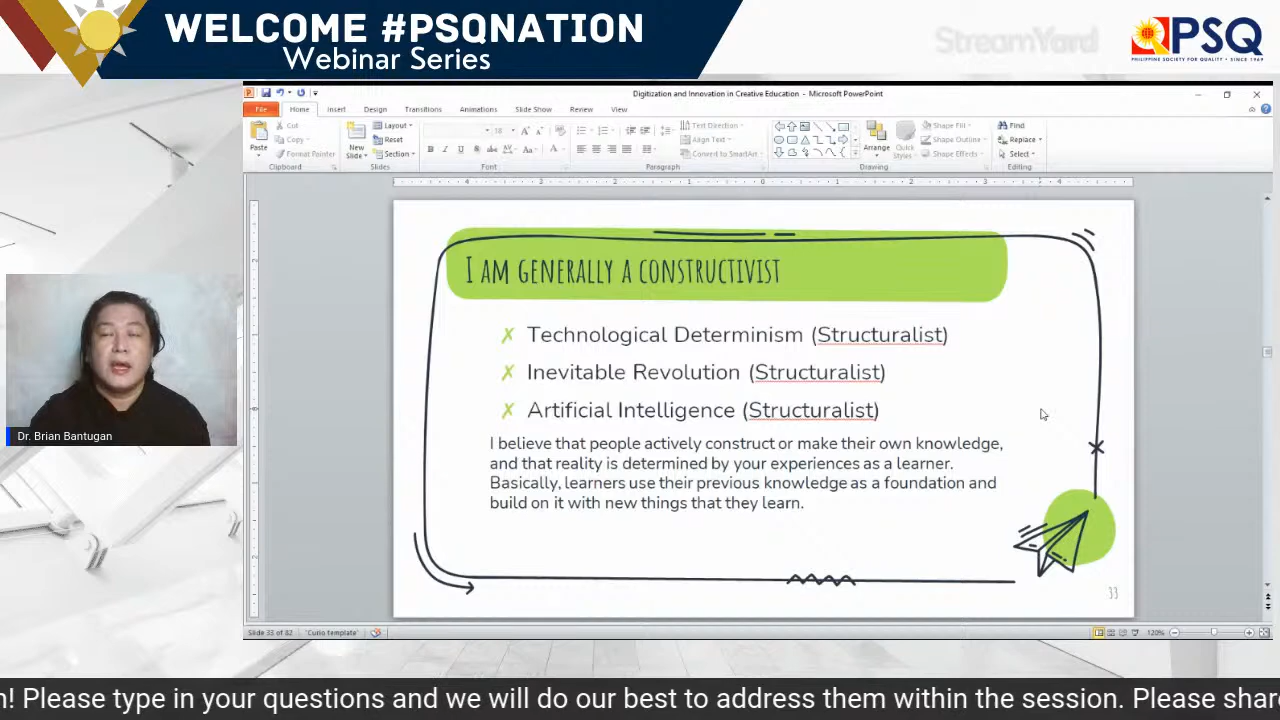 WELCOME #PSQNATION
Webinar Series
StreamYard
PSQ
PHILIPPINE SOCIETY FOR QUALITY • SINCE 1969
Digitization and Innovation in Creative Education - Microsoft PowerPoint
File Home Insert Design Transitions Animations Slide Show Review View
Paste
Cut
Copy
Format Painter
Clipboard
New
Slide
Layout
Reset
Section
Slides
18
Font
Text Direction
Align Text
Convert to SmartArt
Paragraph
Arrange
Quick
Styles
Shape Fill
Shape Outline
Shape Effects
Drawing
Find
Replace
Select
Editing
I AM GENERALLY A CONSTRUCTIVIST
✗ Technological Determinism (Structuralist)
✗ Inevitable Revolution (Structuralist)
✗ Artificial Intelligence (Structuralist)
I believe that people actively construct or make their own knowledge,
and that reality is determined by your experiences as a learner.
Basically, learners use their previous knowledge as a foundation and
build on it with new things that they learn.
33
Dr. Brian Bantugan
Slide 33 of 82 'Curio template' 120%
n! Please type in your questions and we will do our best to address them within the session. Please shar